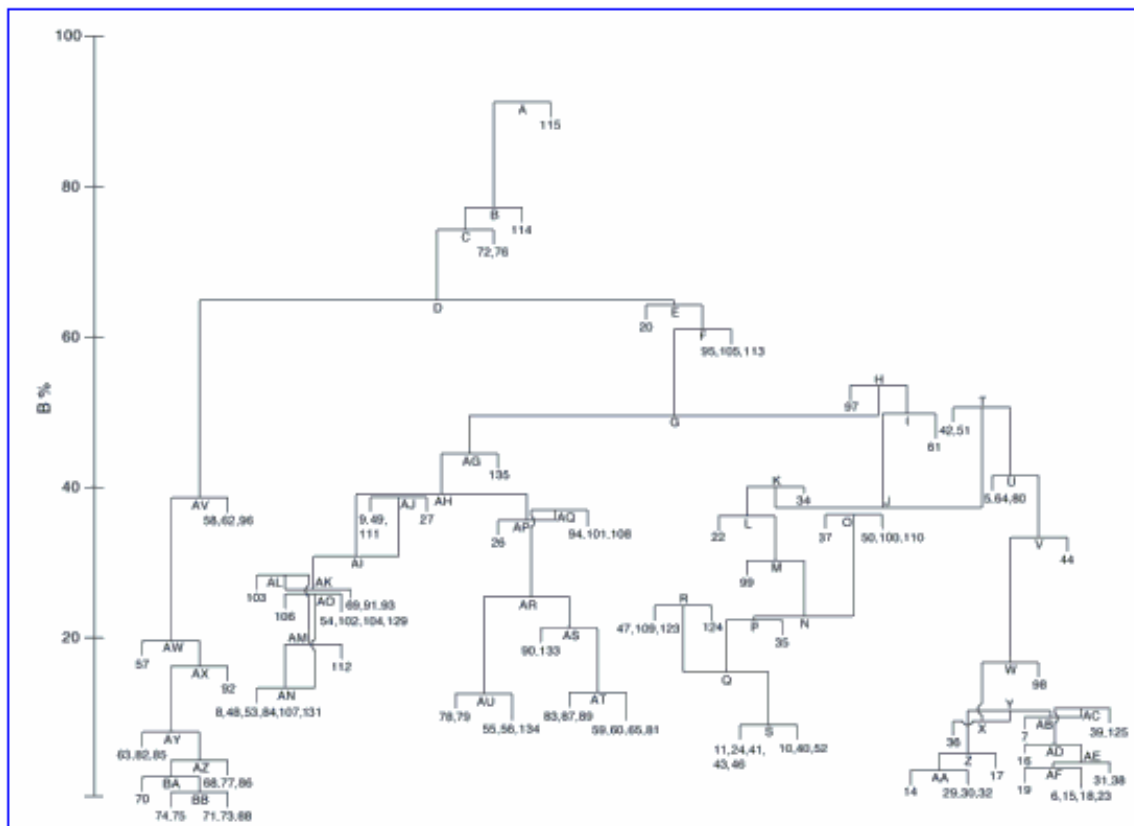 100
A
115
80
B
114
C
72,76
D
E
20
60
F
95,105,113
B %
H
97
T
G
I
42,51
61
AG
135
K
U
40
34
5,64,80
AV
AH
AJ
J
58,62,96
9,49,
111
27
AP
AQ
L
O
26
94,101,108
22
37
50,100,110
V
44
AI
M
AL
AK
99
103
69,91,93
R
106
AO
AR
54,102,104,129
47,109,123
124
P
N
20
AM
AS
35
AW
90,133
57
112
W
AX
Q
98
92
AN
8,48,53,84,107,131
AU
AT
Y
78,79
83,87,89
AC
55,56,134
59,60,65,81
S
X
AB
39,125
AY
36
7
63,82,85
11,24,41,
43,46
10,40,52
AD
Z
16
AE
AZ
17
BA
68,77,86
AA
AF
31,38
70
BB
14
29,30,32
19
6,15,18,23
74,75
71,73,88